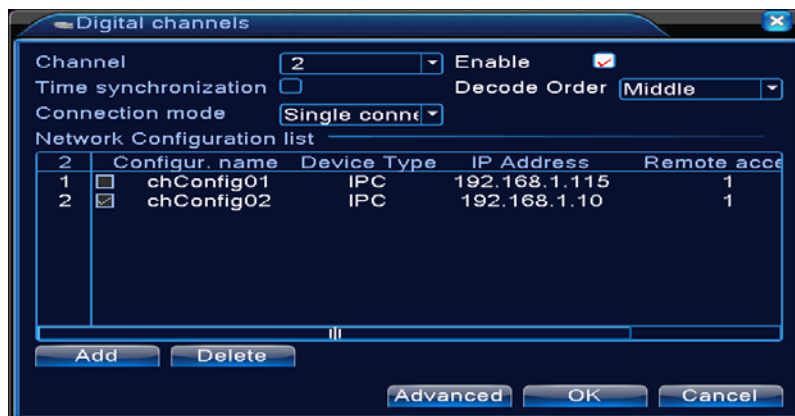 Digital channels
Channel 2 Enable
Time synchronization Decode Order Middle
Connection mode Single conne
Network Configuration list
2 Configur. name Device Type IP Address Remote acce
1 chConfig01 IPC 192.168.1.115 1
2 chConfig02 IPC 192.168.1.10 1
Add Delete
Advanced OK Cancel